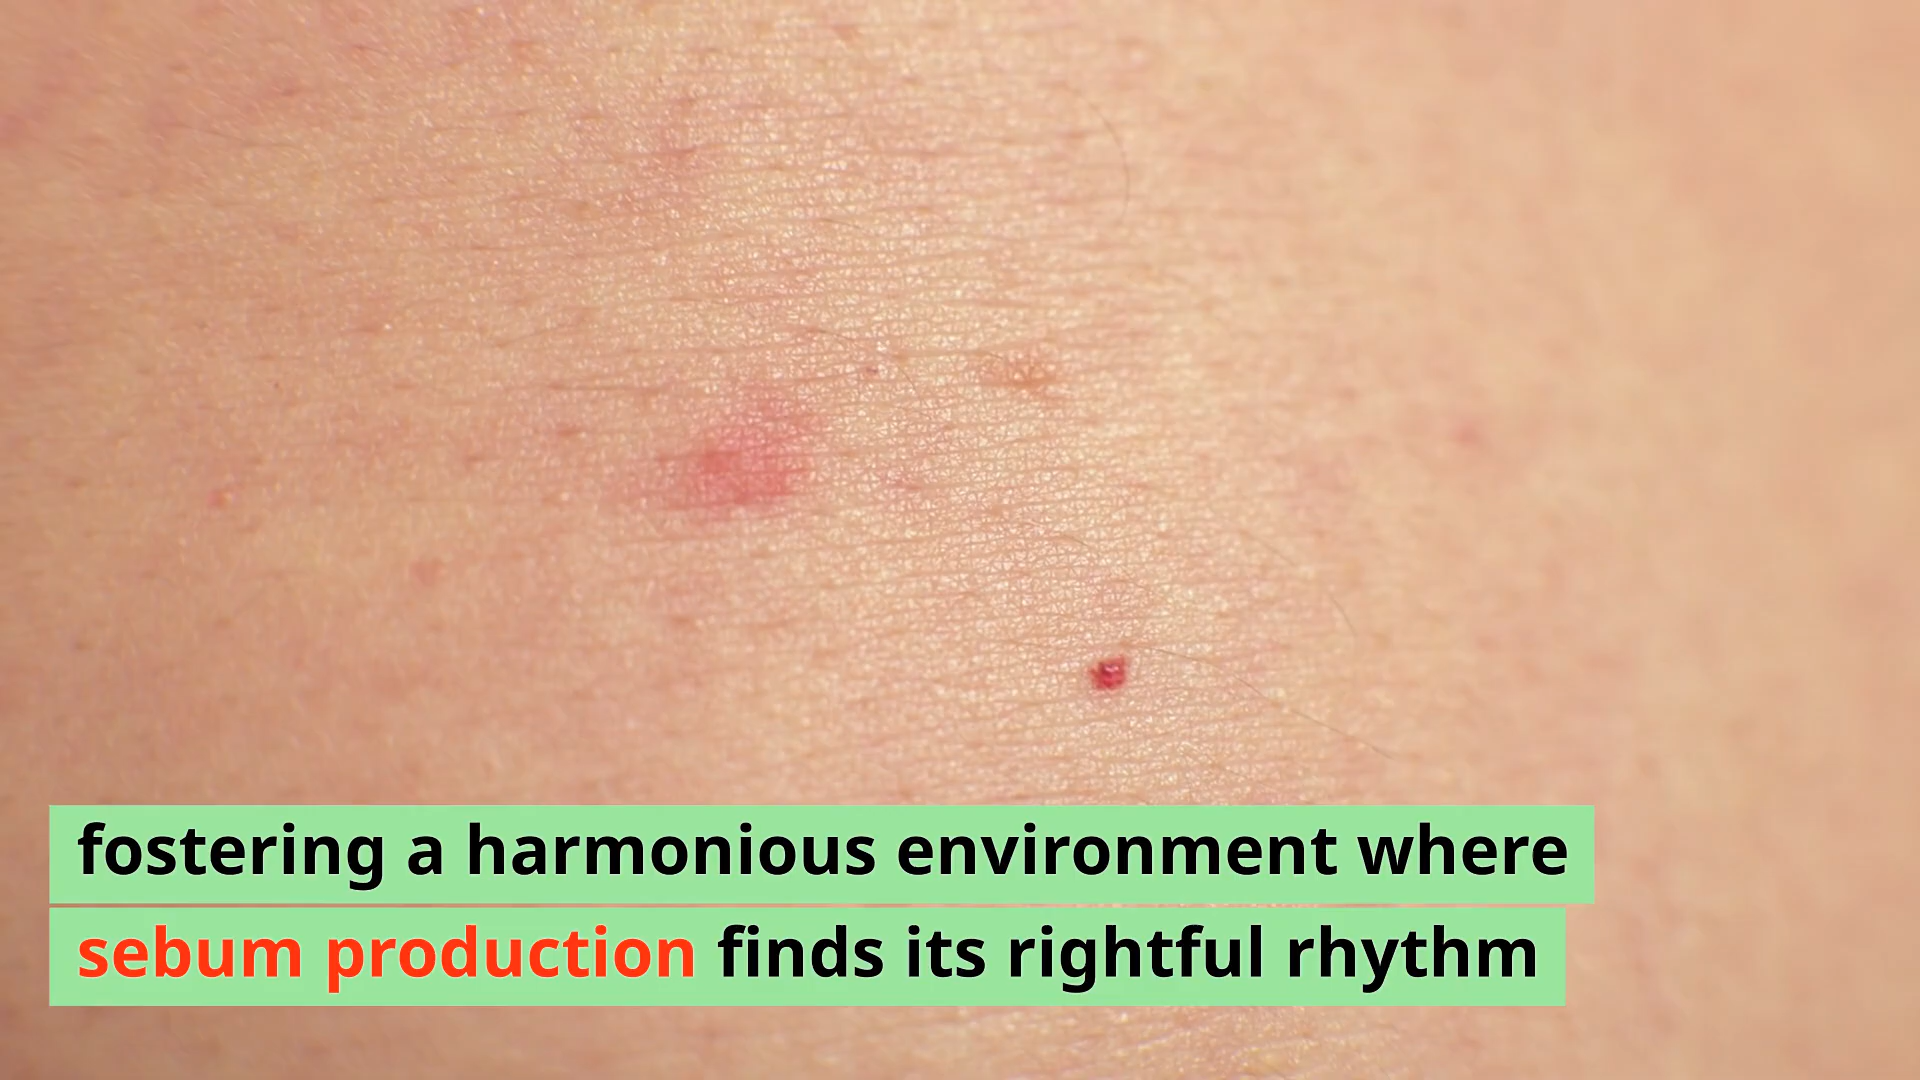 fostering a harmonious environment where
sebum production finds its rightful rhythm